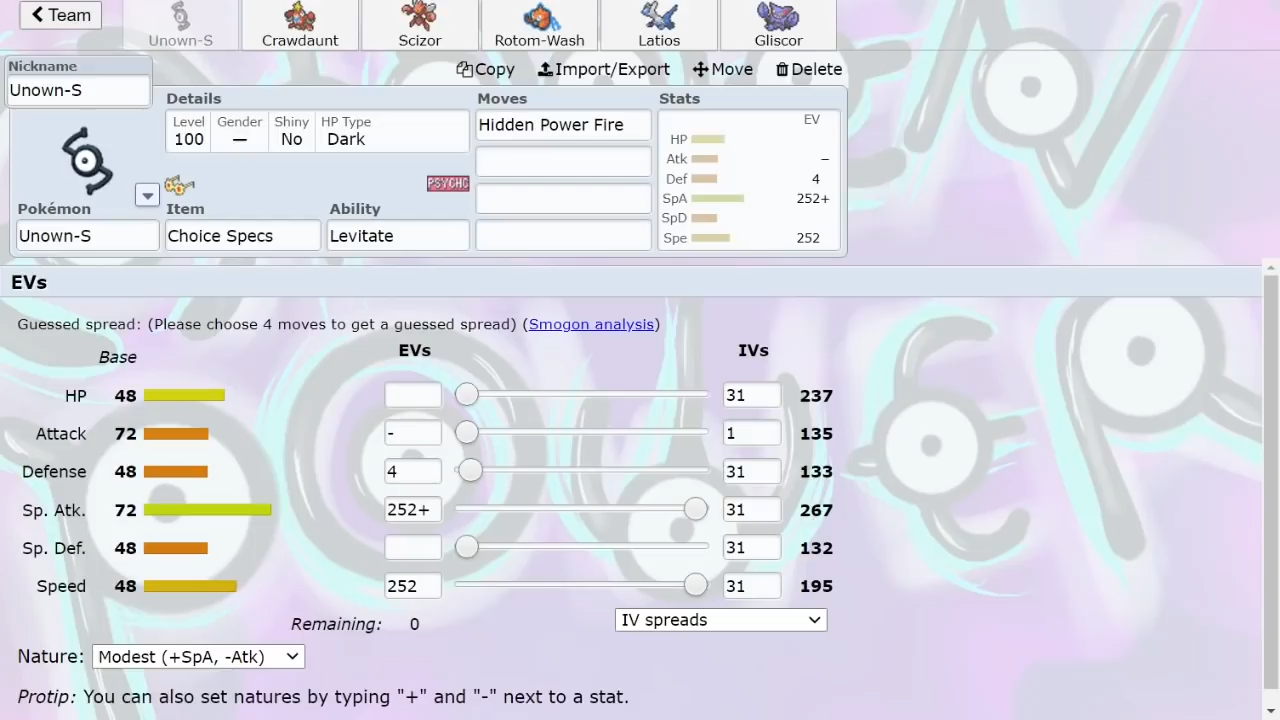 Team
Unown-S
Crawdaunt
Scizor
Rotom-Wash
Latios
Gliscor
Nickname
Unown-S
Copy
Import/Export
Move
Delete
Details
Level
100
Gender
—
Shiny
No
HP Type
Dark
PSYCHC
Pokémon
Unown-S
Item
Choice Specs
Ability
Levitate
Moves
Hidden Power Fire
Stats
EV
HP
Atk –
Def 4
SpA 252+
SpD
Spe 252
EVs
Guessed spread: (Please choose 4 moves to get a guessed spread) (Smogon analysis)
Base EVs IVs
HP 48 31 237
Attack 72 - 1 135
Defense 48 4 31 133
Sp. Atk. 72 252+ 31 267
Sp. Def. 48 31 132
Speed 48 252 31 195
Remaining: 0 IV spreads
Nature: Modest (+SpA, -Atk)
Protip: You can also set natures by typing "+" and "-" next to a stat.